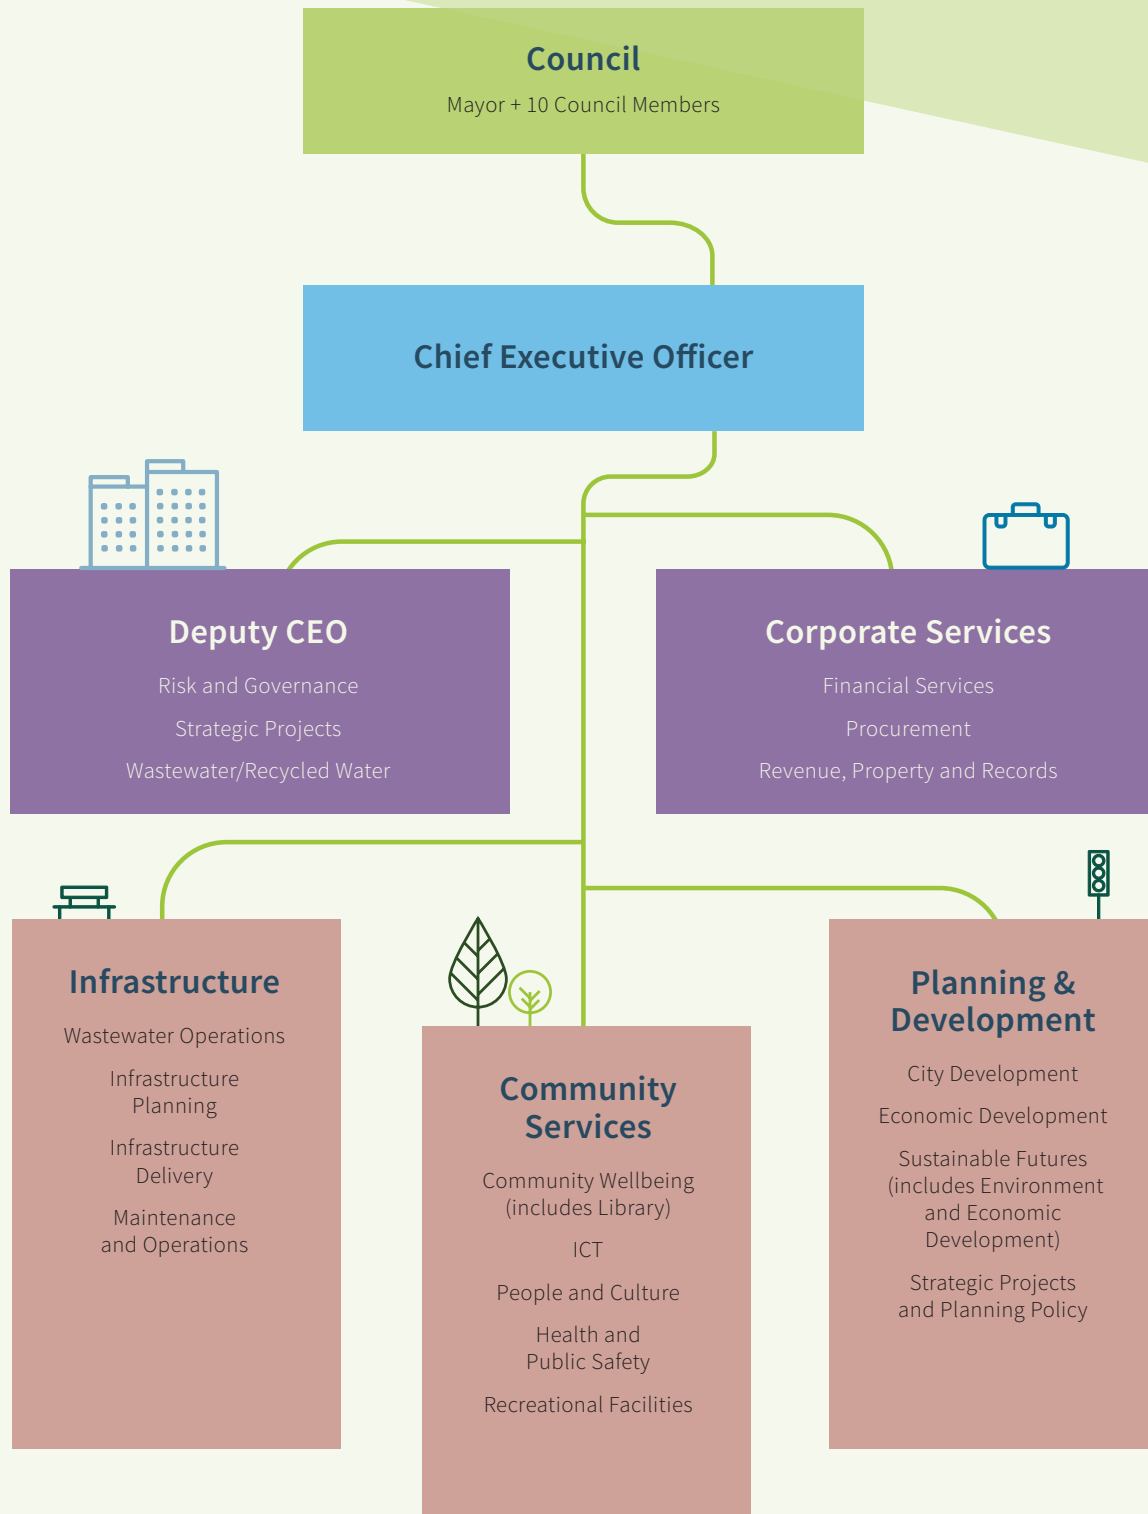 Council
Mayor + 10 Council Members
Chief Executive Officer
Deputy CEO
Risk and Governance
Strategic Projects
Wastewater/Recycled Water
Corporate Services
Financial Services
Procurement
Revenue, Property and Records
Infrastructure
Wastewater Operations
Infrastructure
Planning
Infrastructure
Delivery
Maintenance
and Operations
Community
Services
Community Wellbeing
(includes Library)
ICT
People and Culture
Health and
Public Safety
Recreational Facilities
Planning &
Development
City Development
Economic Development
Sustainable Futures
(includes Environment
and Economic
Development)
Strategic Projects
and Planning Policy